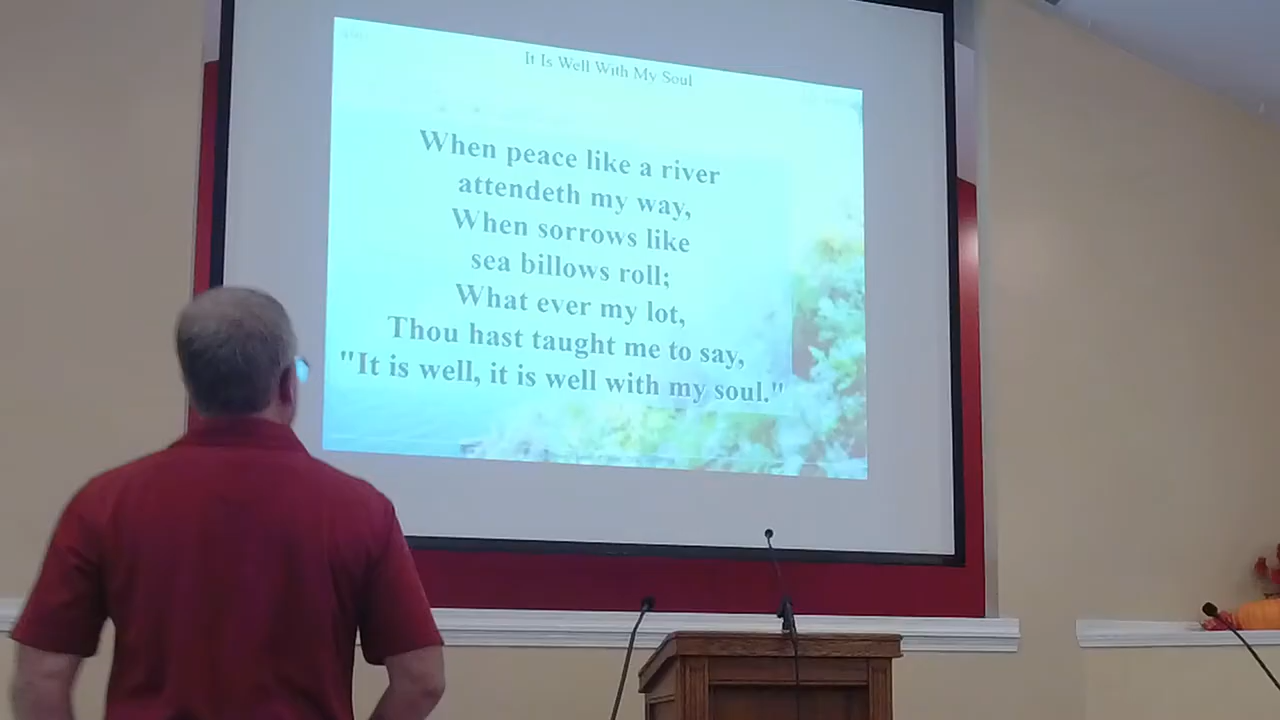 It Is Well With My Soul
When peace like a river
attendeth my way,
When sorrows like
sea billows roll;
What ever my lot,
Thou hast taught me to say,
"It is well, it is well with my soul."